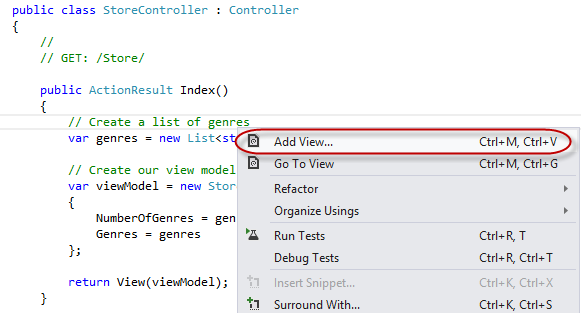 public class StoreController : Controller
{
//
// GET: /Store/
public ActionResult Index()
{
// Create a list of genres
var genres = new List<st
// Create our view model
var viewModel = new Stor
{
NumberOfGenres = gen
Genres = genres
};
return View(viewModel);
}
Add View... Ctrl+M, Ctrl+V
Go To View Ctrl+M, Ctrl+G
Refactor
Organize Usings
Run Tests Ctrl+R, T
Debug Tests Ctrl+R, Ctrl+T
Insert Snippet... Ctrl+K, Ctrl+X
Surround With... Ctrl+K, Ctrl+S